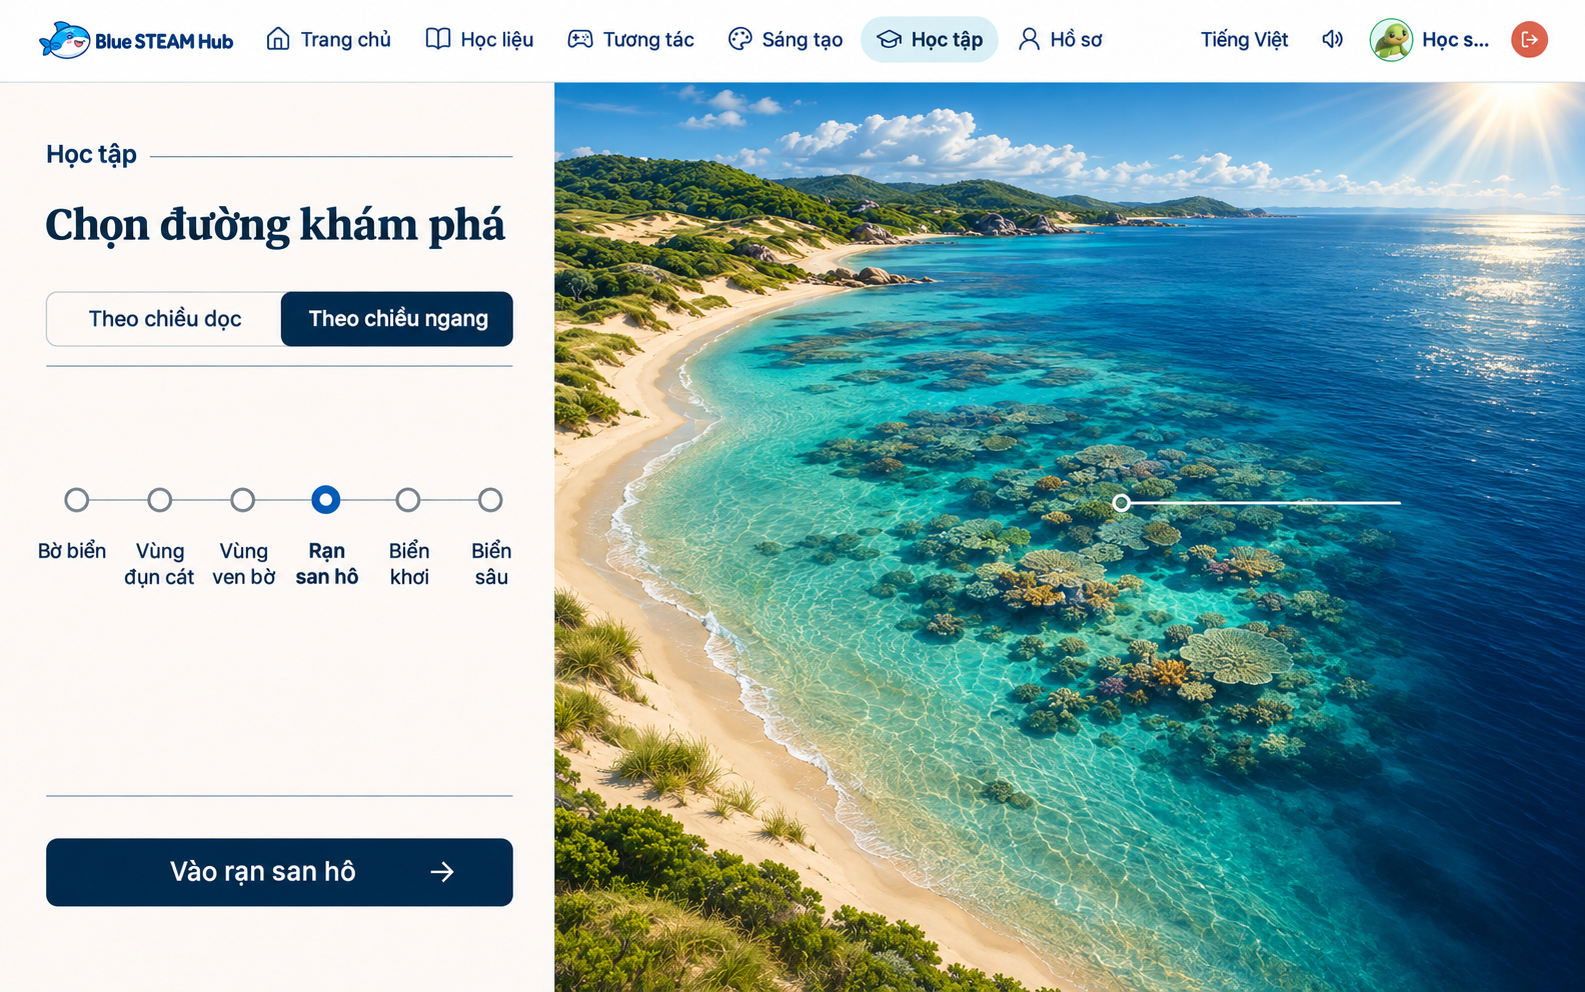 Blue STEAM Hub
Trang chủ
Học liệu
Tương tác
Sáng tạo
Học tập
Hồ sơ
Tiếng Việt
Học s...
Học tập
Chọn đường khám phá
Theo chiều dọc
Theo chiều ngang
Bờ biển
Vùng
đụn cát
Vùng
ven bờ
Rạn
san hô
Biển
khơi
Biển
sâu
Vào rạn san hô